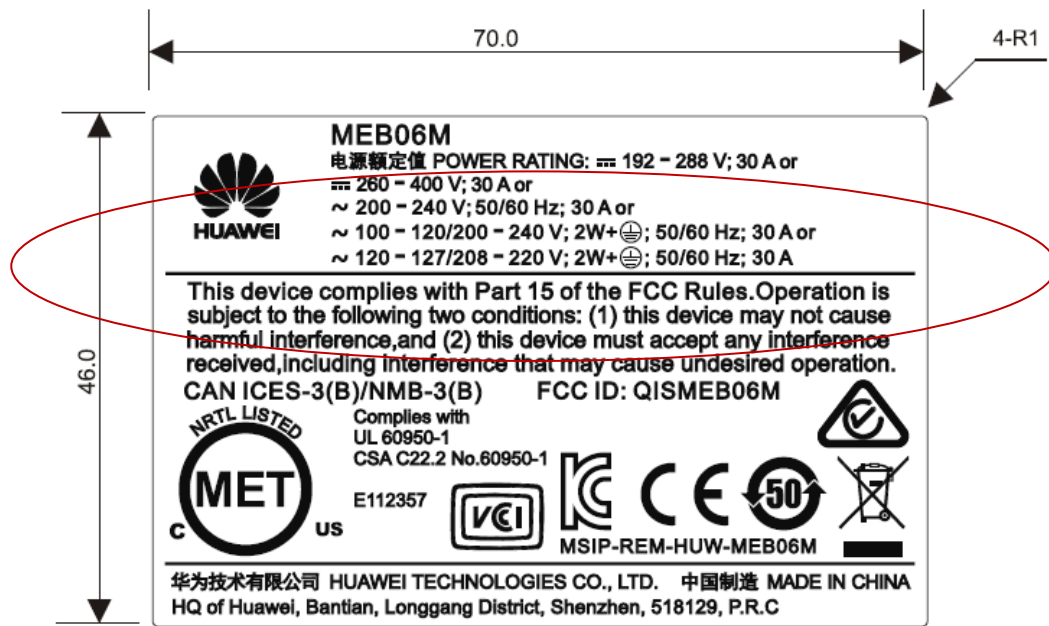 70.0
4-R1
46.0
MEB06M
电源额定值 POWER RATING: ⎓ 192 - 288 V; 30 A or
⎓ 260 - 400 V; 30 A or
~ 200 - 240 V; 50/60 Hz; 30 A or
~ 100 - 120/200 - 240 V; 2W+⏚; 50/60 Hz; 30 A or
~ 120 - 127/208 - 220 V; 2W+⏚; 50/60 Hz; 30 A
HUAWEI
This device complies with Part 15 of the FCC Rules.Operation is
subject to the following two conditions: (1) this device may not cause
harmful interference,and (2) this device must accept any interference
received,including interference that may cause undesired operation.
CAN ICES-3(B)/NMB-3(B) FCC ID: QISMEB06M
NRTL LISTED
MET
C US
Complies with
UL 60950-1
CSA C22.2 No.60950-1
E112357
VCI
KC CE 50
MSIP-REM-HUW-MEB06M
华为技术有限公司 HUAWEI TECHNOLOGIES CO., LTD. 中国制造 MADE IN CHINA
HQ of Huawei, Bantian, Longgang District, Shenzhen, 518129, P.R.C